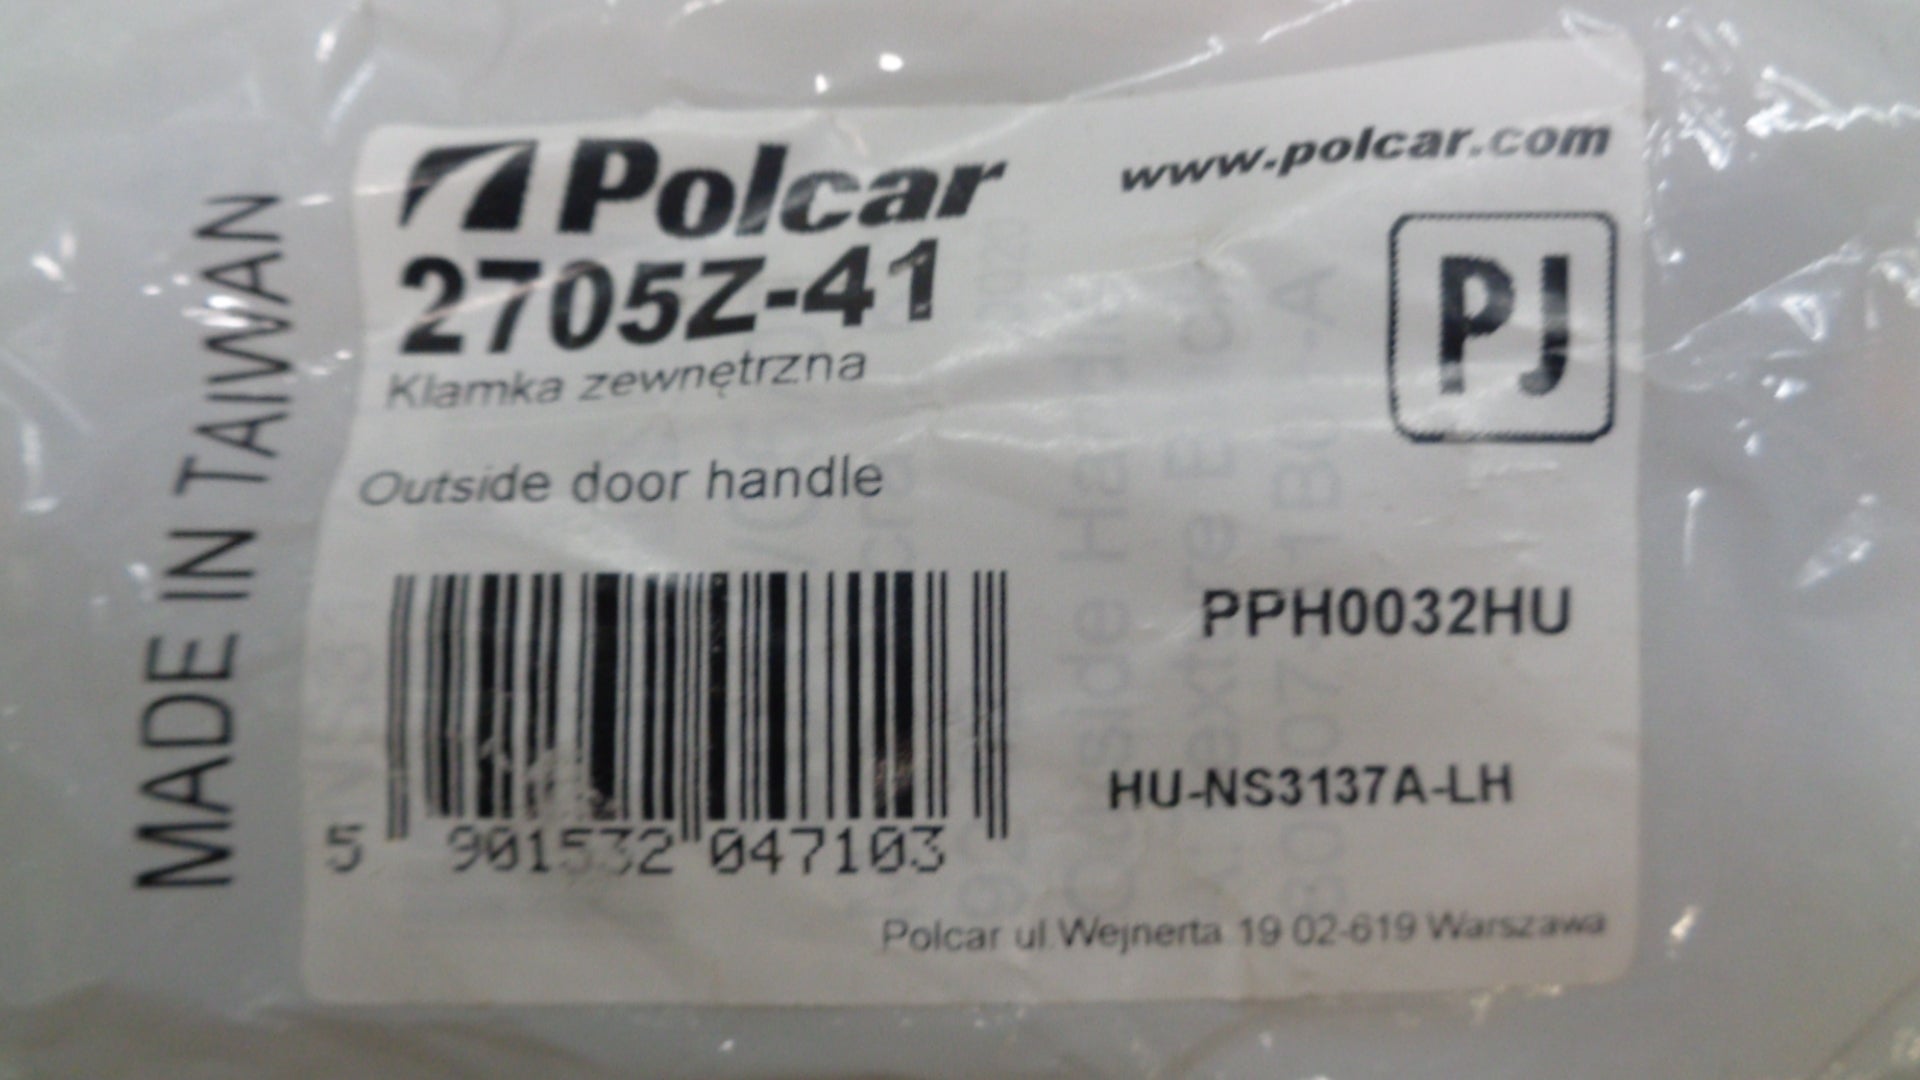 MADE IN TAIWAN
Polcar
www.polcar.com
2705Z-41
PJ
Klamka zewnętrzna
Outside door handle
PPH0032HU
HU-NS3137A-LH
5 901532 047103
Polcar ul.Wejnerta 19 02-619 Warszawa